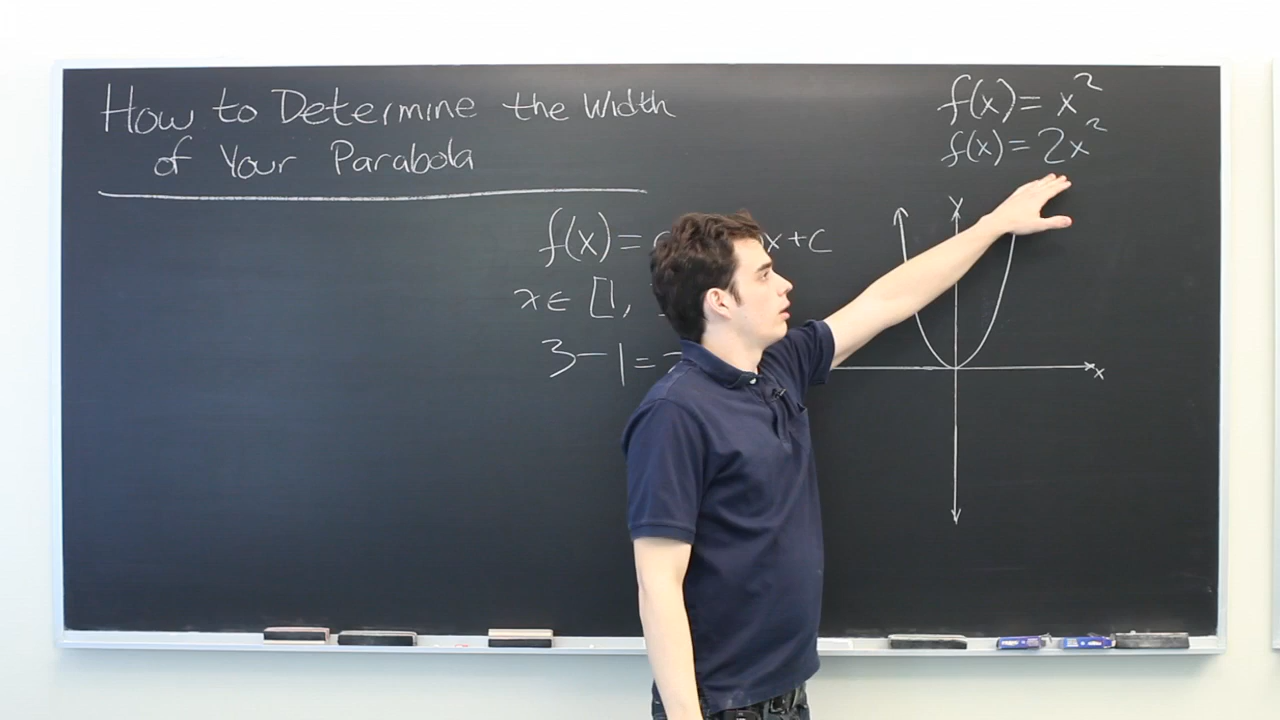 How to Determine the Width
of Your Parabola
f(x) = x+c
x ∈ [1,
3-1=
f(x) = x²
f(x) = 2x²
y
x